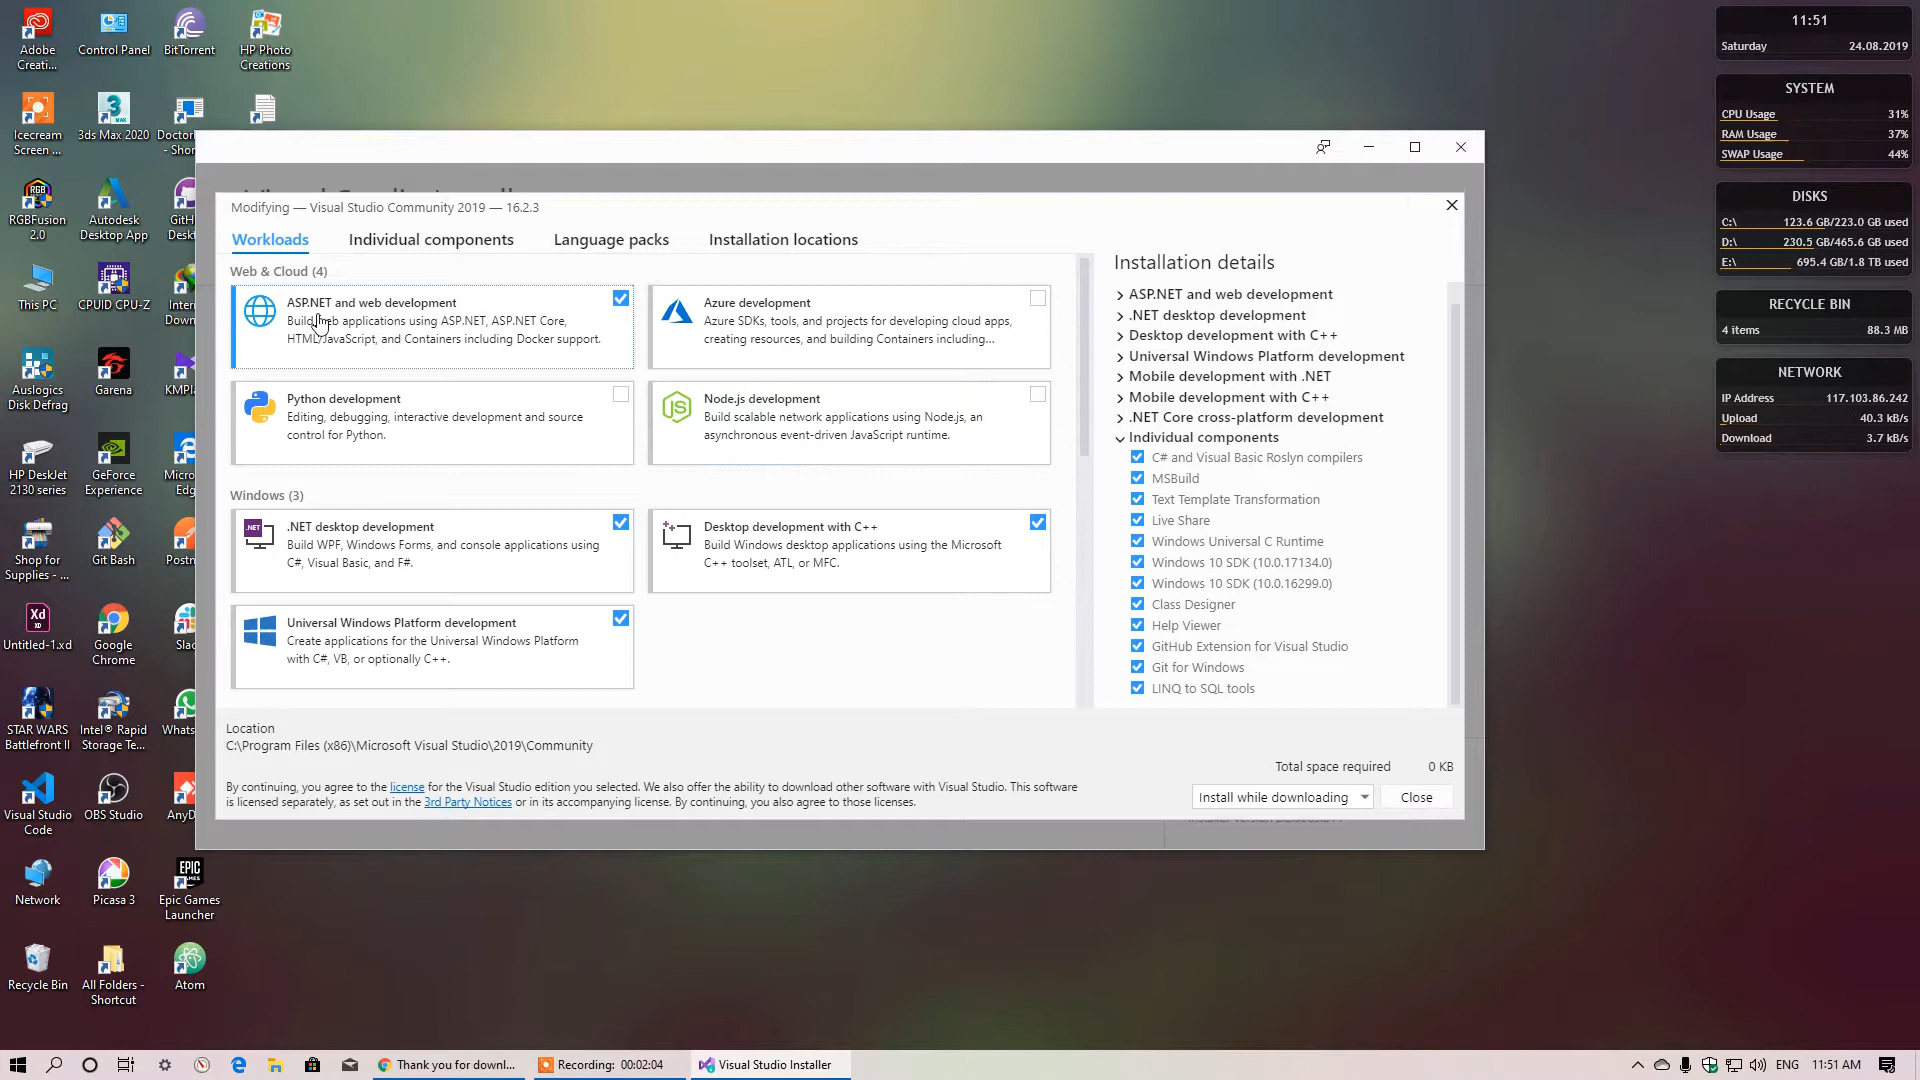 Adobe
Creati...
Control Panel
BitTorrent
HP Photo
Creations
Icecream
Screen ...
3ds Max 2020
Doctor
- Shor
RGBFusion
2.0
Autodesk
Desktop App
GitH
Deskt
This PC
CPUID CPU-Z
Intern
Down
Auslogics
Disk Defrag
Garena
KMPla
HP DeskJet
2130 series
GeForce
Experience
Micro
Edg
Shop for
Supplies - ...
Git Bash
Postn
Untitled-1.xd
Google
Chrome
Slac
STAR WARS
Battlefront II
Intel® Rapid
Storage Te...
Whats
Visual Studio
Code
OBS Studio
AnyD
Network
Picasa 3
Epic Games
Launcher
Recycle Bin
All Folders -
Shortcut
Atom
Modifying — Visual Studio Community 2019 — 16.2.3
Workloads
Individual components
Language packs
Installation locations
Web & Cloud (4)
ASP.NET and web development
Build web applications using ASP.NET, ASP.NET Core,
HTML/JavaScript, and Containers including Docker support.
Azure development
Azure SDKs, tools, and projects for developing cloud apps,
creating resources, and building Containers including...
Python development
Editing, debugging, interactive development and source
control for Python.
Node.js development
Build scalable network applications using Node.js, an
asynchronous event-driven JavaScript runtime.
Windows (3)
.NET desktop development
Build WPF, Windows Forms, and console applications using
C#, Visual Basic, and F#.
Desktop development with C++
Build Windows desktop applications using the Microsoft
C++ toolset, ATL, or MFC.
Universal Windows Platform development
Create applications for the Universal Windows Platform
with C#, VB, or optionally C++.
Installation details
ASP.NET and web development
.NET desktop development
Desktop development with C++
Universal Windows Platform development
Mobile development with .NET
Mobile development with C++
.NET Core cross-platform development
Individual components
C# and Visual Basic Roslyn compilers
MSBuild
Text Template Transformation
Live Share
Windows Universal C Runtime
Windows 10 SDK (10.0.17134.0)
Windows 10 SDK (10.0.16299.0)
Class Designer
Help Viewer
GitHub Extension for Visual Studio
Git for Windows
LINQ to SQL tools
Location
C:\Program Files (x86)\Microsoft Visual Studio\2019\Community
Total space required 0 KB
By continuing, you agree to the license for the Visual Studio edition you selected. We also offer the ability to download other software with Visual Studio. This software
is licensed separately, as set out in the 3rd Party Notices or in its accompanying license. By continuing, you also agree to those licenses.
Install while downloading
Close
11:51
Saturday 24.08.2019
SYSTEM
CPU Usage 31%
RAM Usage 37%
SWAP Usage 44%
DISKS
C:\ 123.6 GB/223.0 GB used
D:\ 230.5 GB/465.6 GB used
E:\ 695.4 GB/1.8 TB used
RECYCLE BIN
4 items 88.3 MB
NETWORK
IP Address 117.103.86.242
Upload 40.3 kB/s
Download 3.7 kB/s
Thank you for downl...
Recording: 00:02:04
Visual Studio Installer
ENG
11:51 AM